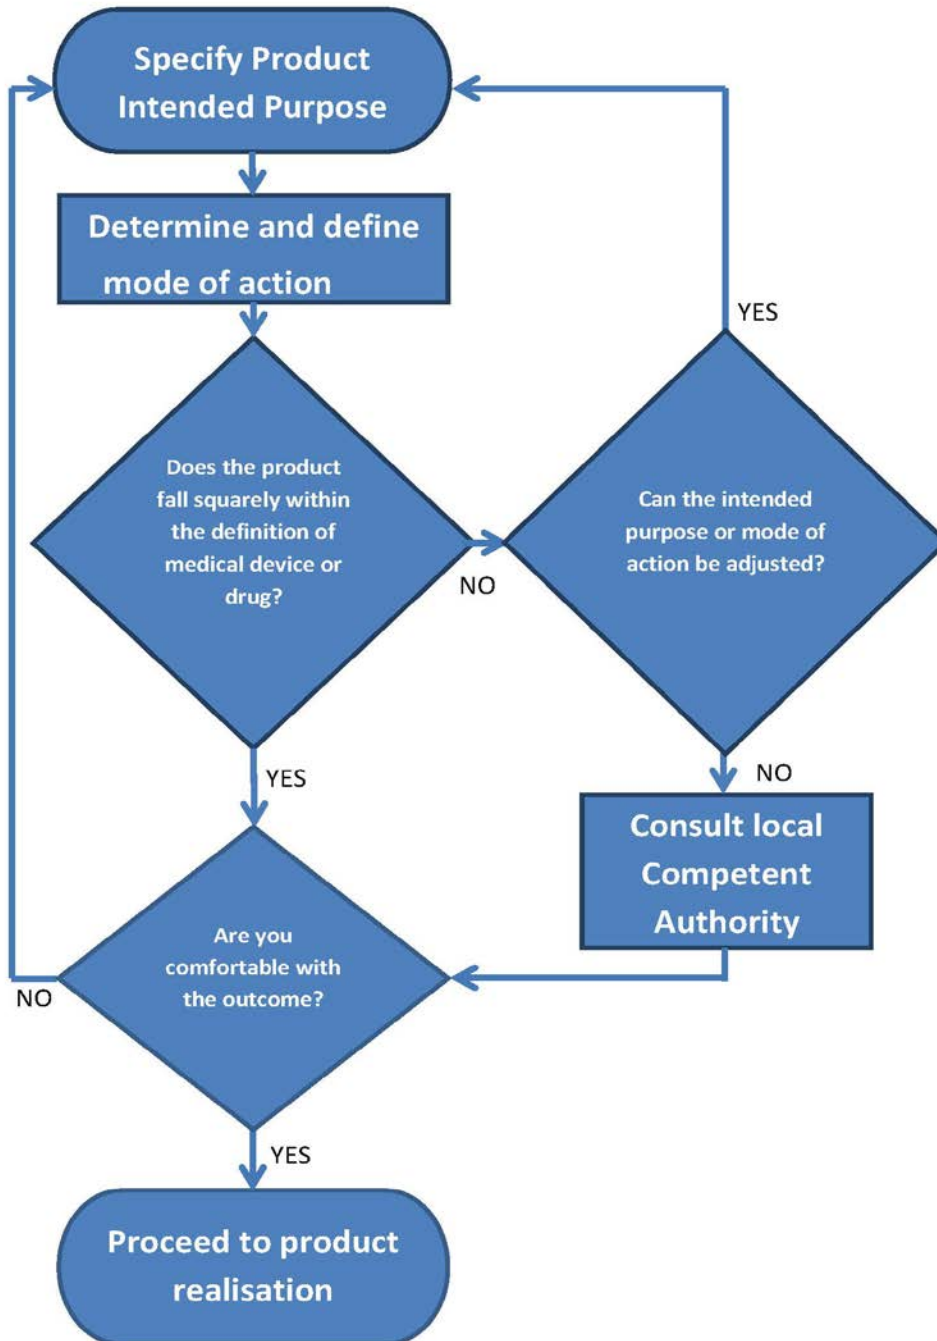 Specify Product
Intended Purpose
Determine and define
mode of action
YES
Does the product
fall squarely within
the definition of
medical device or
drug?
NO
Can the intended
purpose or mode of
action be adjusted?
YES
NO
Consult local
Competent
Authority
Are you
comfortable with
the outcome?
NO
YES
Proceed to product
realisation